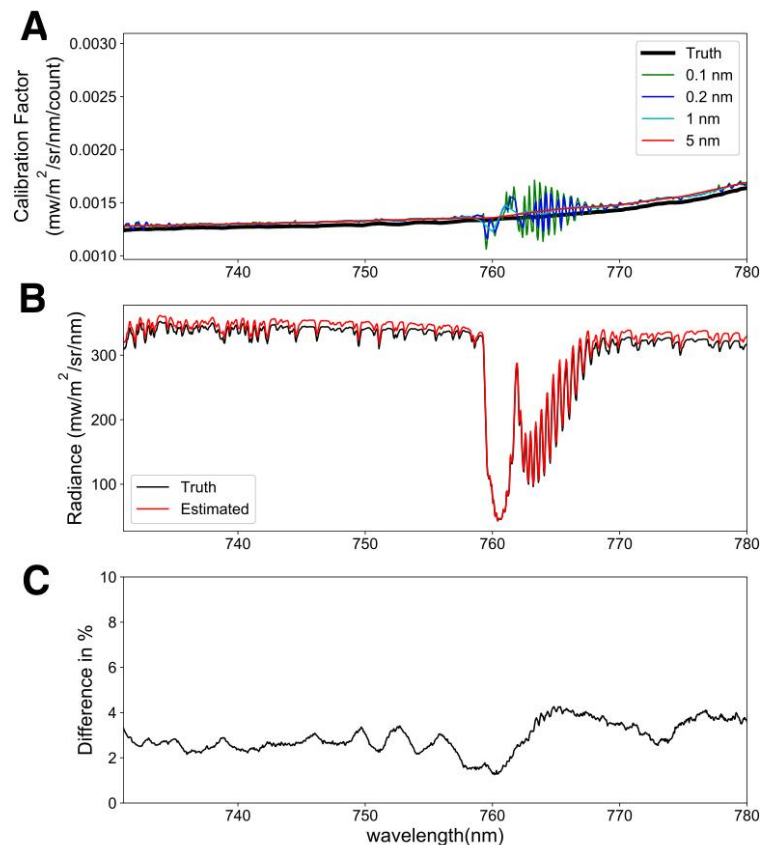 A
0.0030
0.0025
0.0020
0.0015
0.0010
Calibration Factor
(mw/m²/sr/nm/count)
Truth
0.1 nm
0.2 nm
1 nm
5 nm
740 750 760 770 780
B
300
200
100
Radiance (mw/m²/sr/nm)
Truth
Estimated
740 750 760 770 780
C
10
8
6
4
2
0
Difference in %
740 750 760 770 780
wavelength(nm)